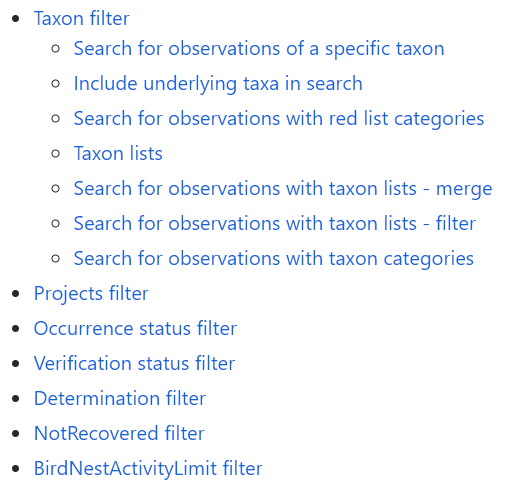 Taxon filter
Search for observations of a specific taxon
Include underlying taxa in search
Search for observations with red list categories
Taxon lists
Search for observations with taxon lists - merge
Search for observations with taxon lists - filter
Search for observations with taxon categories
Projects filter
Occurrence status filter
Verification status filter
Determination filter
NotRecovered filter
BirdNestActivityLimit filter